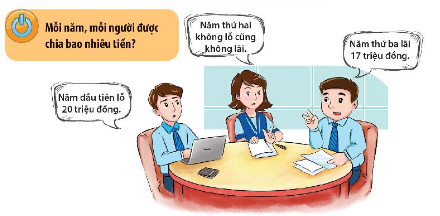 Mỗi năm, mỗi người được
chia bao nhiêu tiền?
Năm thứ hai
không lỗ cũng
không lãi.
Năm thứ ba lãi
17 triệu đồng.
Năm đầu tiên lỗ
20 triệu đồng.